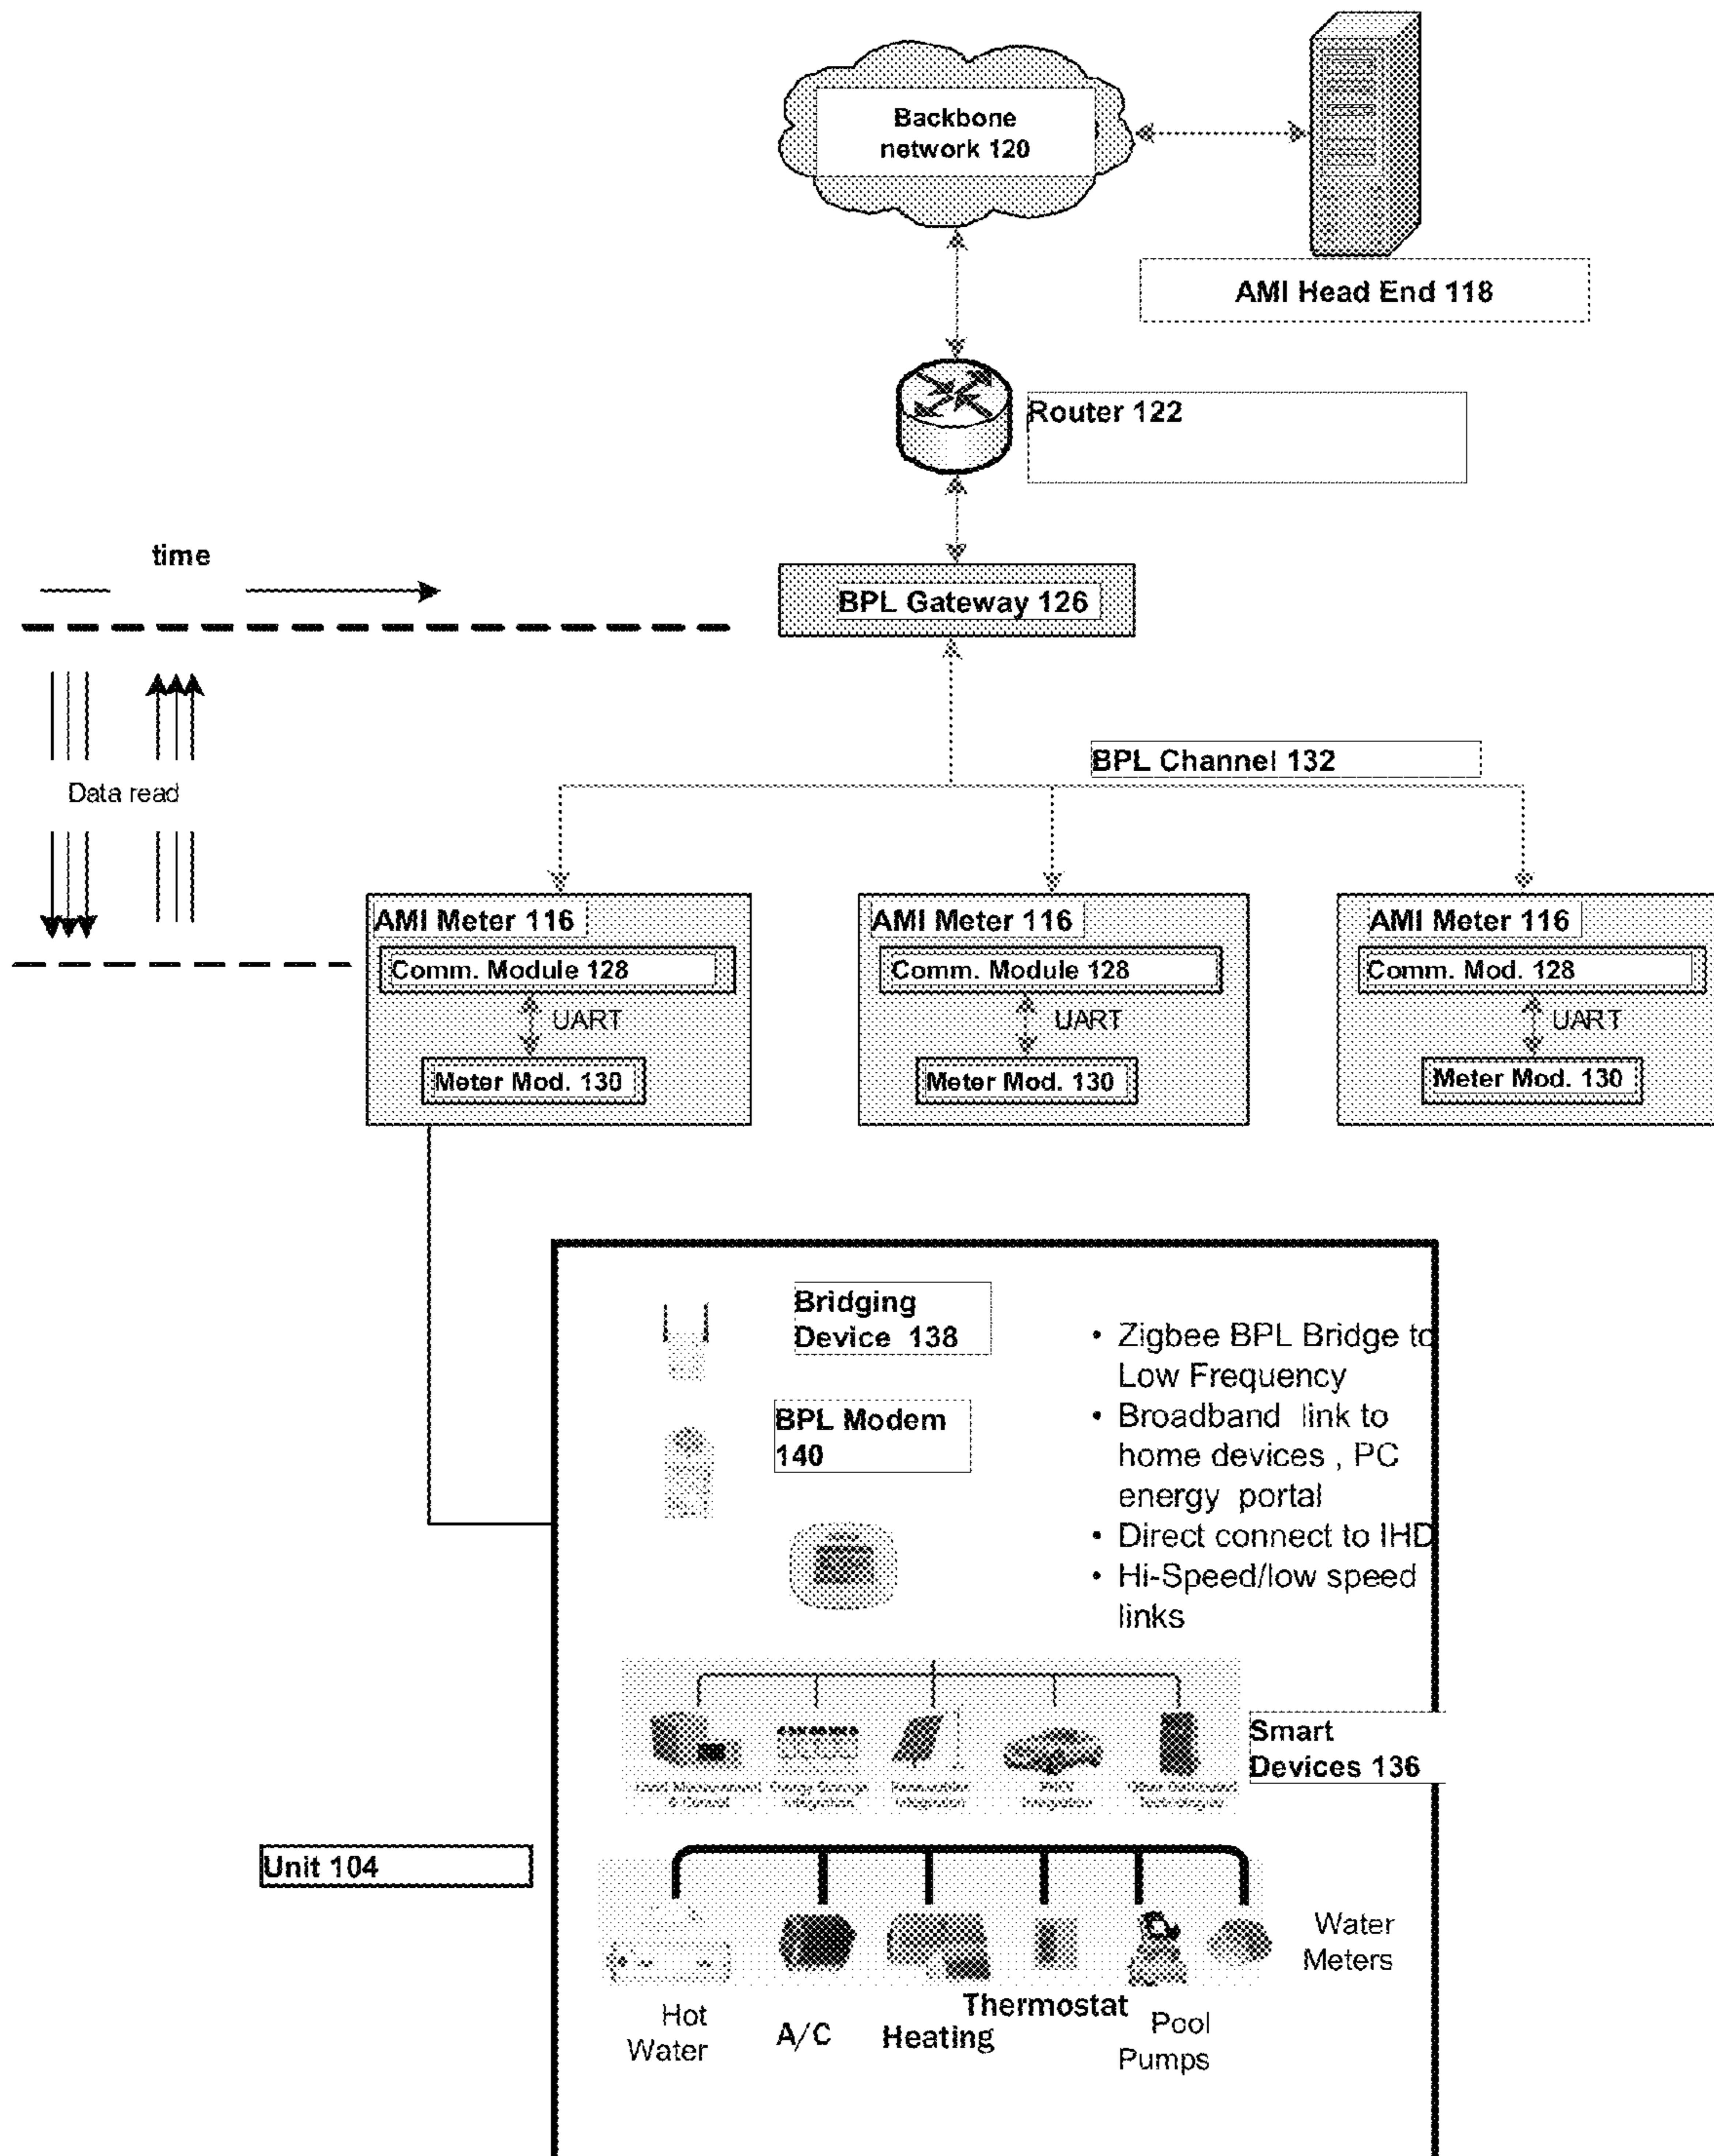 Backbone
network 120
AMI Head End 118
Router 122
time
BPL Gateway 126
Data read
BPL Channel 132
AMI Meter 116
Comm. Module 128
UART
Meter Mod. 130
AMI Meter 116
Comm. Module 128
UART
Meter Mod. 130
AMI Meter 116
Comm. Mod. 128
UART
Meter Mod. 130
Bridging
Device 138
BPL Modem
140
• Zigbee BPL Bridge to
Low Frequency
• Broadband link to
home devices , PC
energy portal
• Direct connect to IHD
• Hi-Speed/low speed
links
Smart
Devices 136
Unit 104
Hot
Water
A/C
Heating
Thermostat
Pool
Pumps
Water
Meters